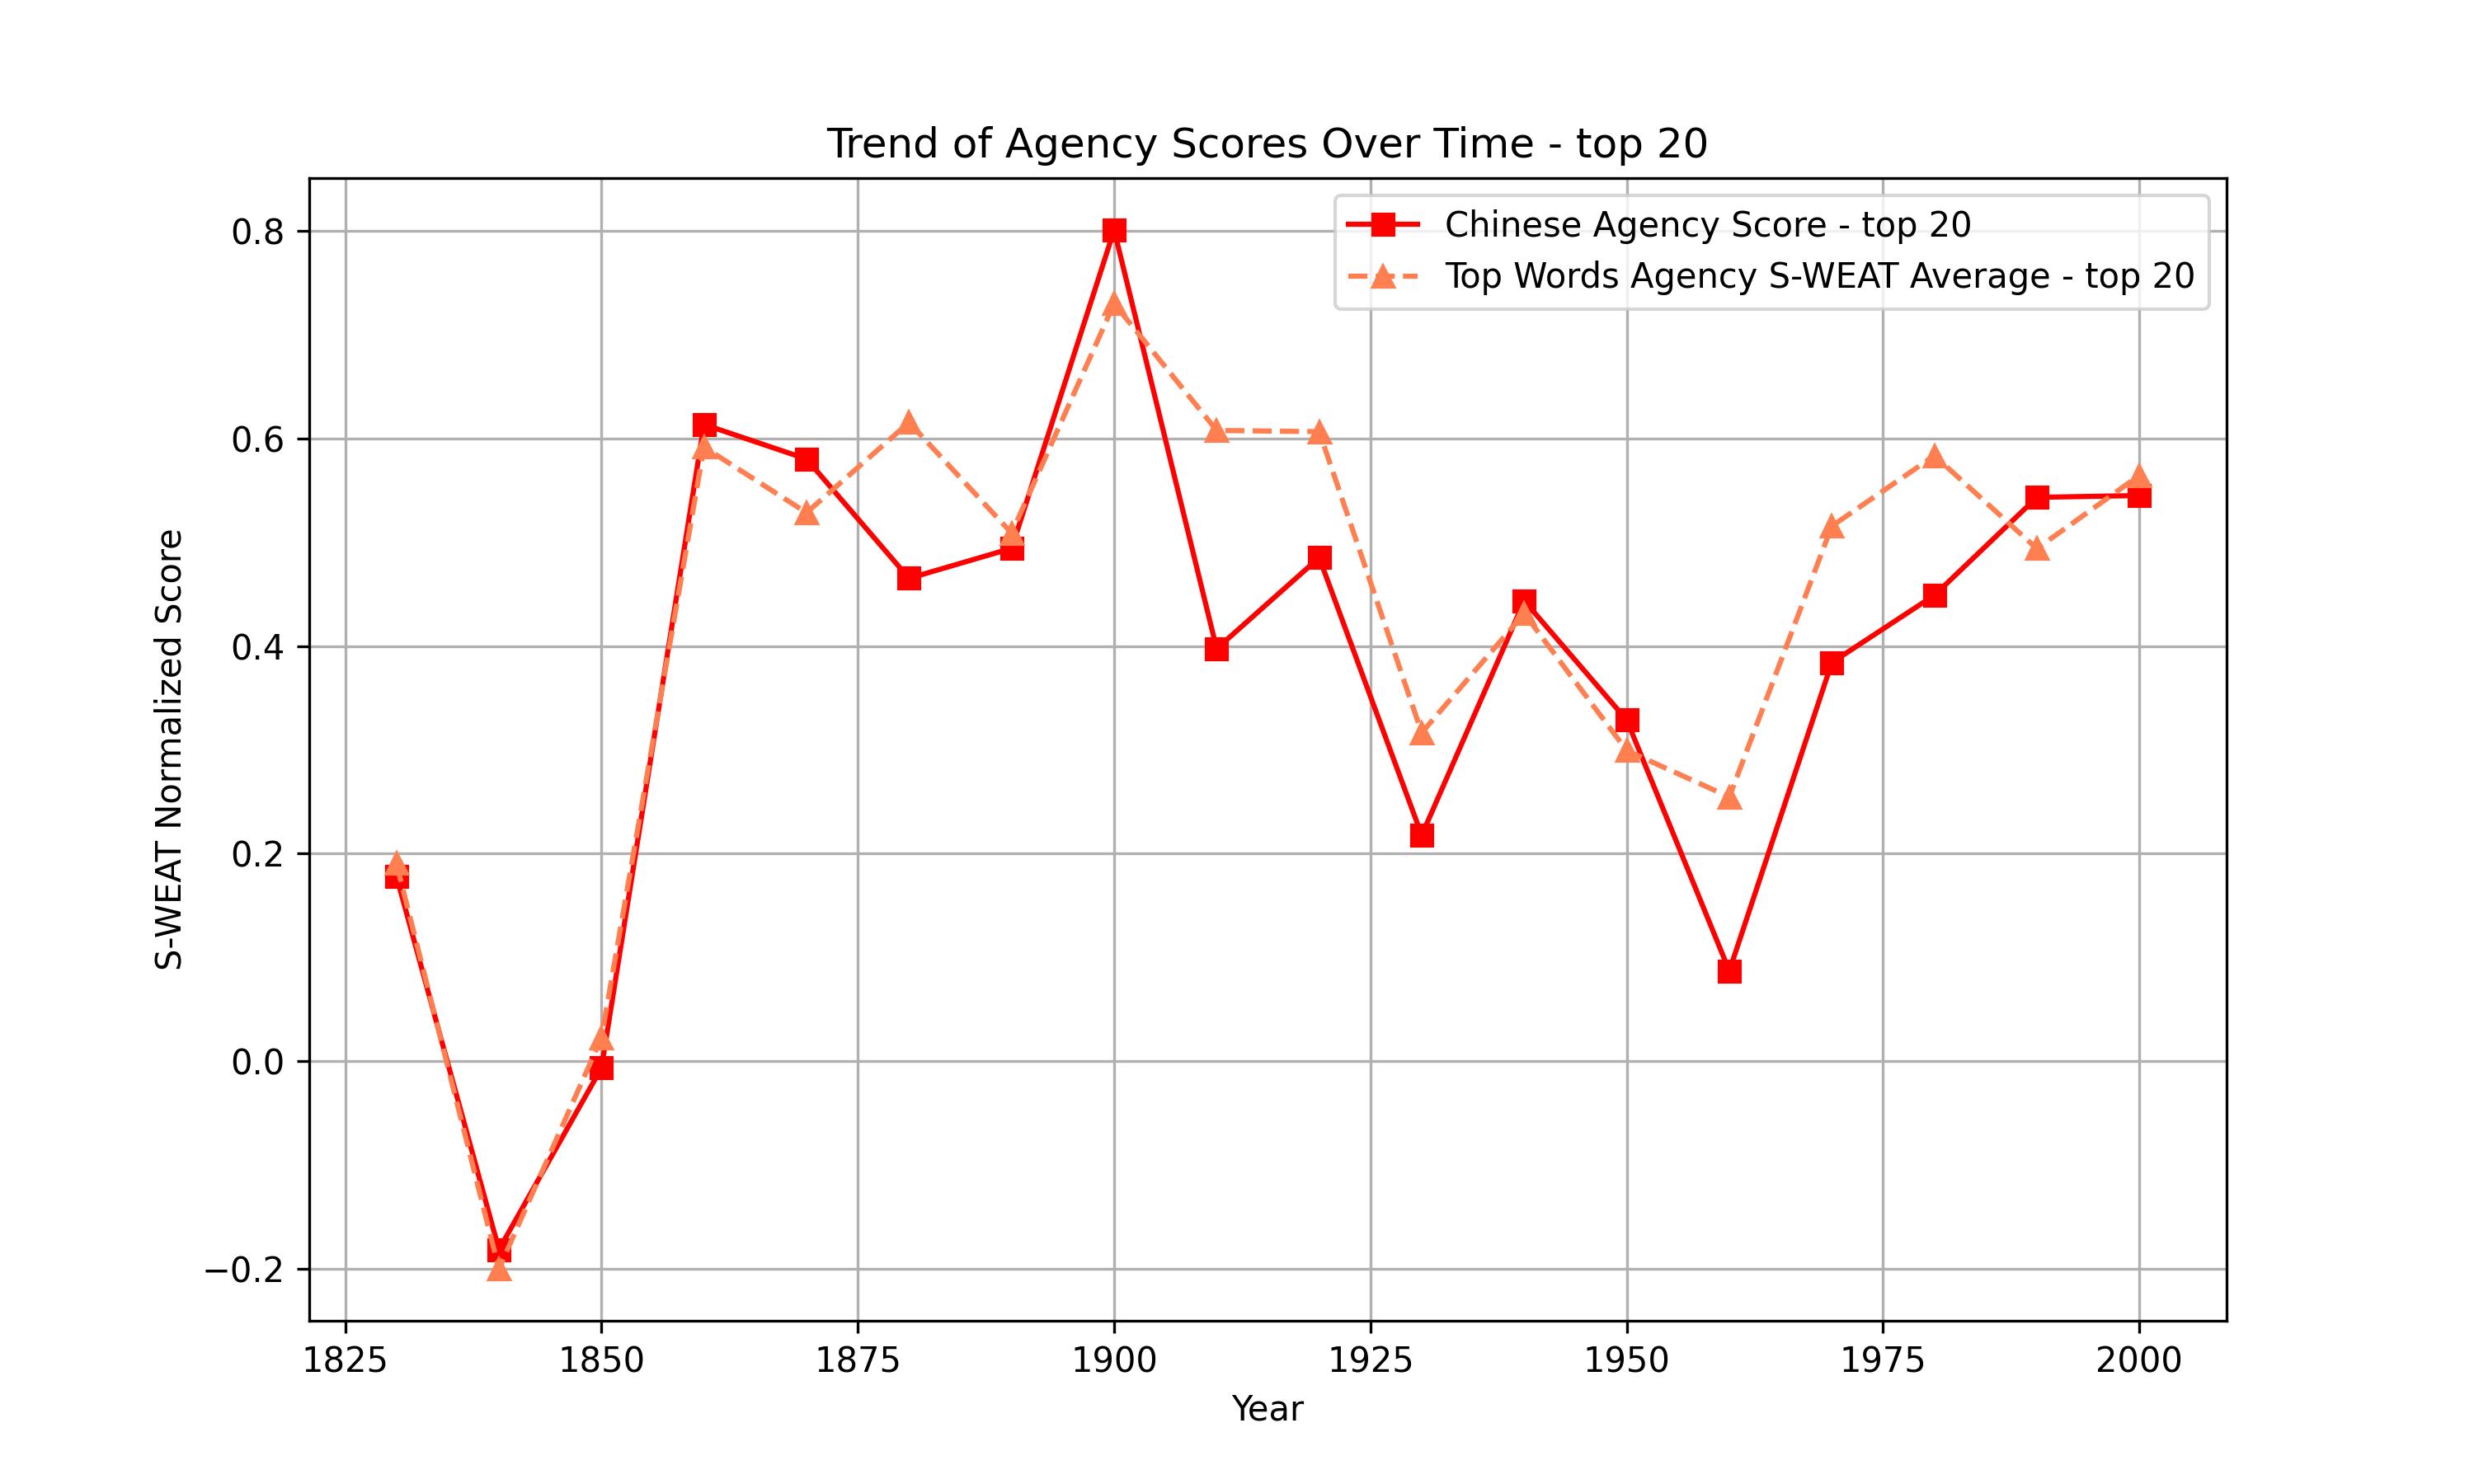 Trend of Agency Scores Over Time - top 20
Chinese Agency Score - top 20
Top Words Agency S-WEAT Average - top 20
S-WEAT Normalized Score
0.8
0.6
0.4
0.2
0.0
−0.2
1825 1850 1875 1900 1925 1950 1975 2000
Year